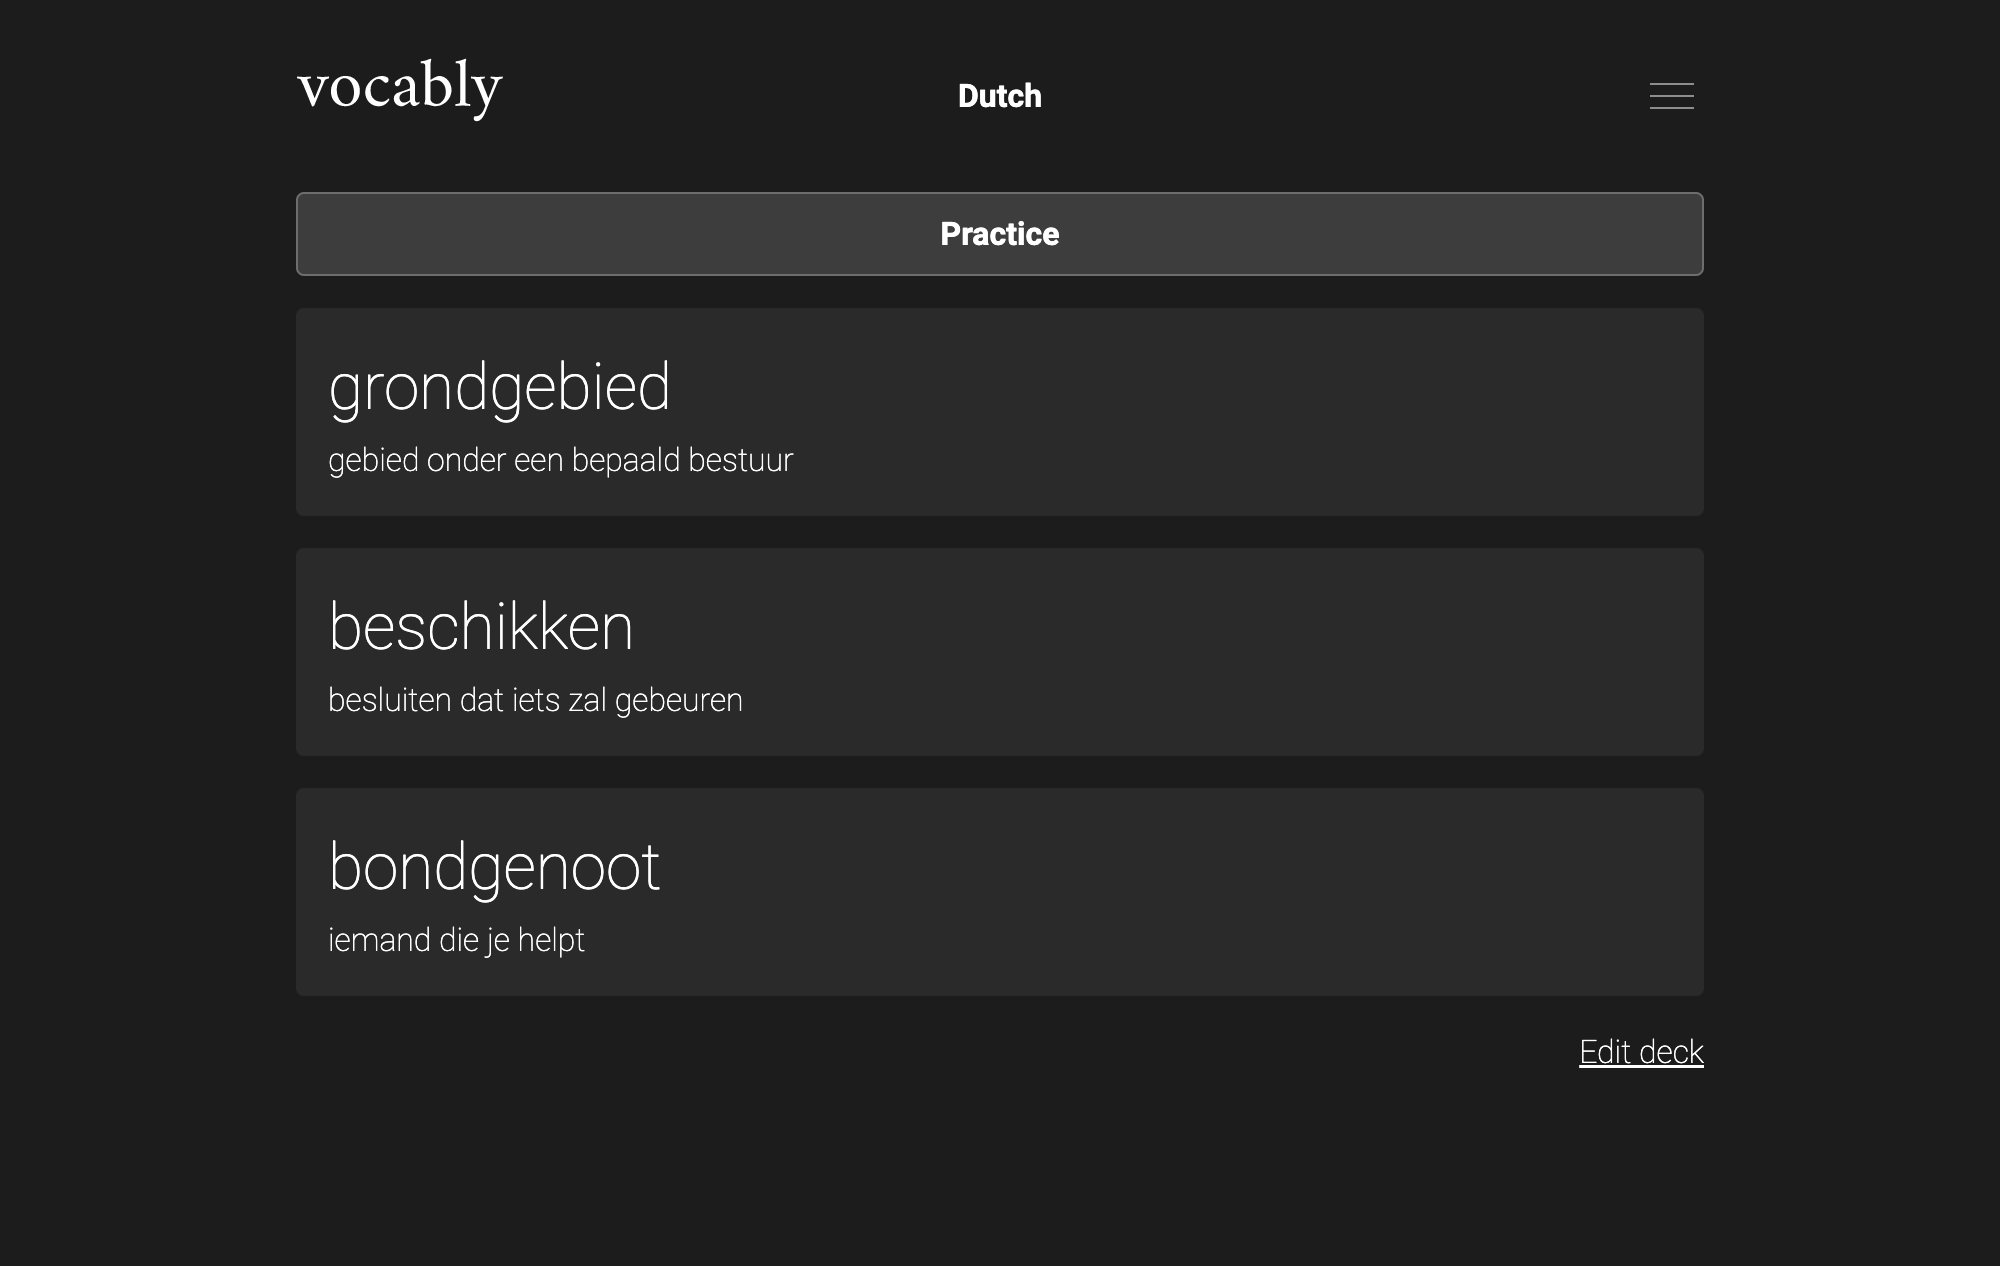 vocably
Dutch
Practice
grondgebied
gebied onder een bepaald bestuur
beschikken
besluiten dat iets zal gebeuren
bondgenoot
iemand die je helpt
Edit deck